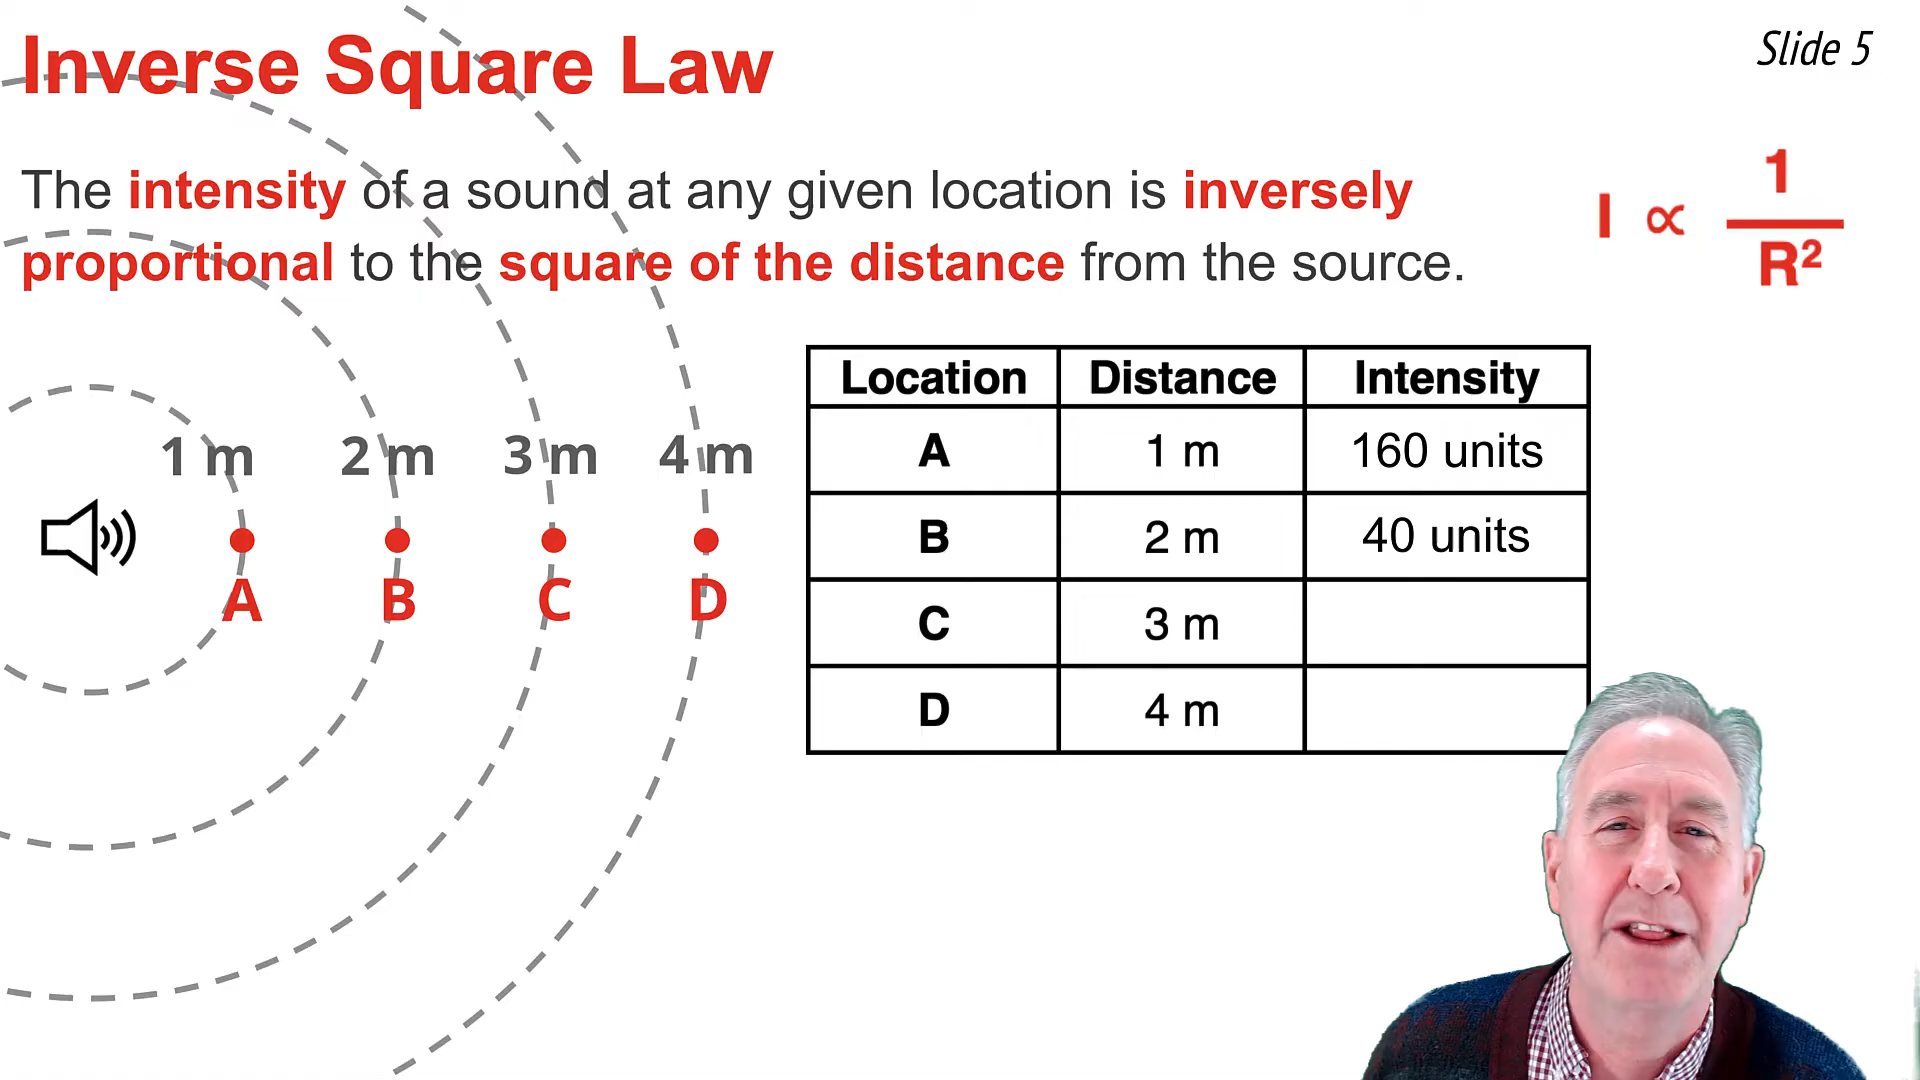 Inverse Square Law
Slide 5
The intensity of a sound at any given location is inversely
proportional to the square of the distance from the source.
I ∝ 1
R²
1 m 2 m 3 m 4 m
A B C D
Location Distance Intensity
A 1 m 160 units
B 2 m 40 units
C 3 m
D 4 m